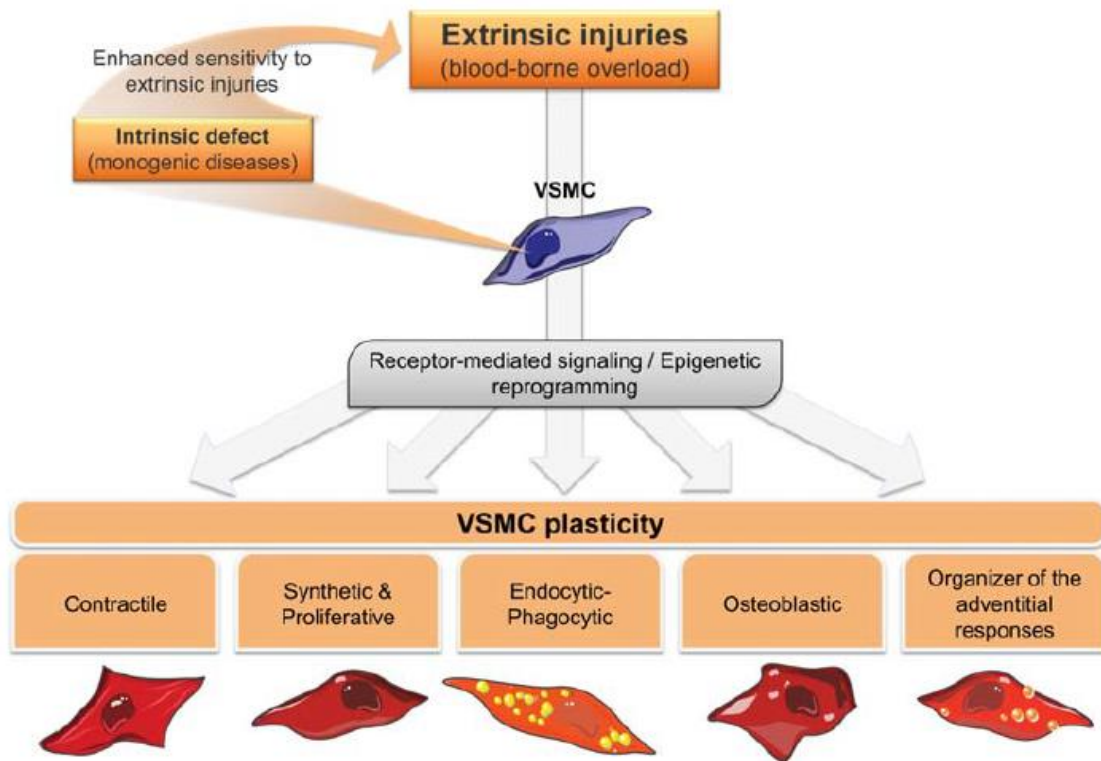 Extrinsic injuries
(blood-borne overload)
Enhanced sensitivity to
extrinsic injuries
Intrinsic defect
(monogenic diseases)
VSMC
Receptor-mediated signaling / Epigenetic
reprogramming
VSMC plasticity
Contractile
Synthetic &
Proliferative
Endocytic-
Phagocytic
Osteoblastic
Organizer of the
adventitial
responses